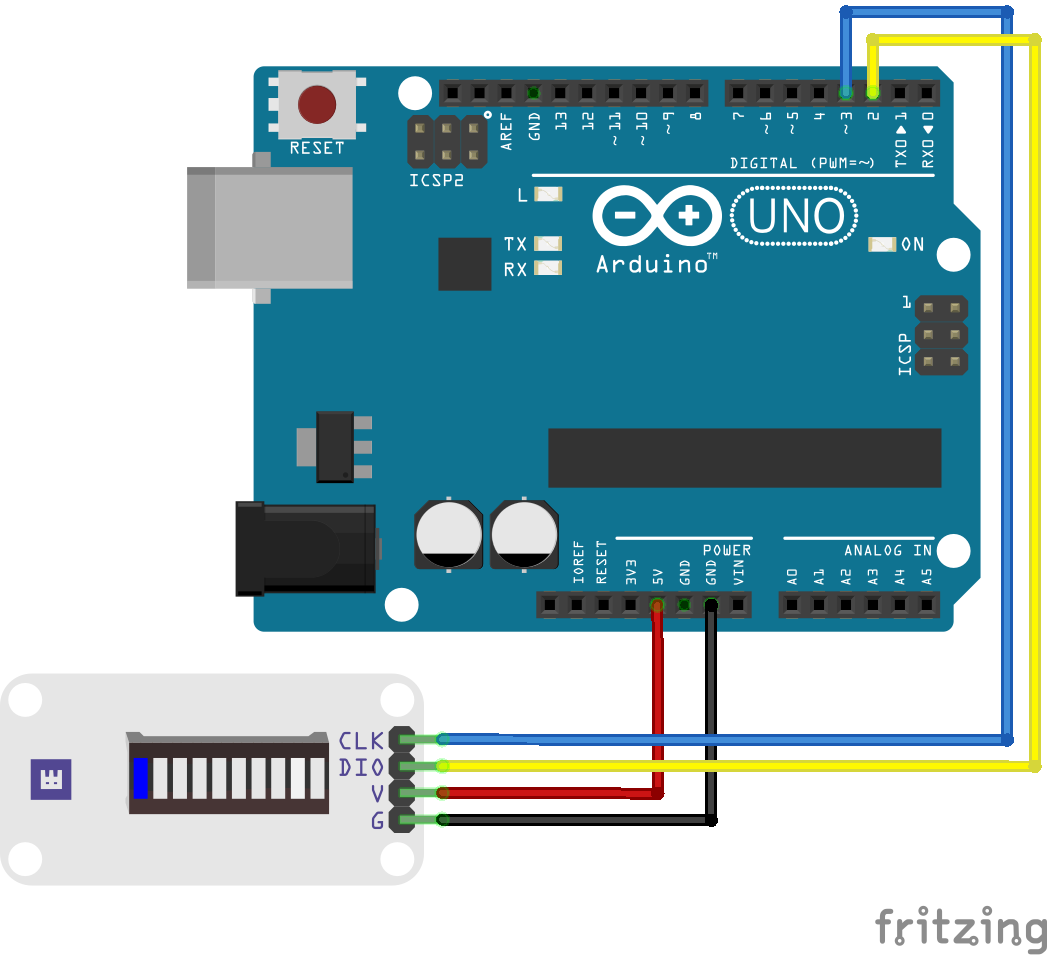 RESET
ICSP2
AREF
GND
13
12
~11
~10
~9
8
7
~6
~5
4
~3
2
TX0▶1
RX0◀0
DIGITAL (PWM=~)
L
TX
RX
UNO
Arduino™
ON
1
ICSP
IOREF
RESET
3V3
5V
GND
GND
VIN
POWER
ANALOG IN
A0
A1
A2
A3
A4
A5
CLK
DIO
V
G
E
fritzing